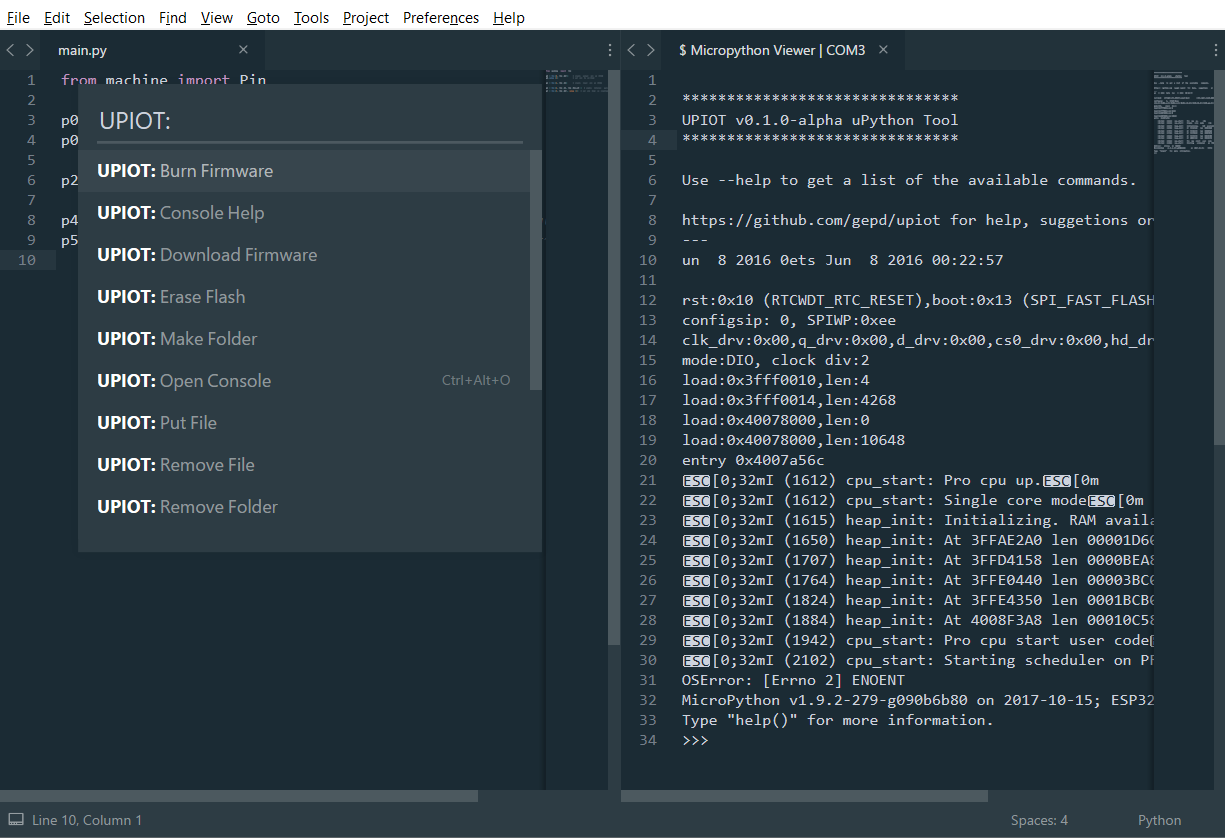 File Edit Selection Find View Goto Tools Project Preferences Help
main.py
1 from machine import Pin
2
3 p0
4 p0
5
6 p2
7
8 p4
9 p5
10
UPIOT:
UPIOT: Burn Firmware
UPIOT: Console Help
UPIOT: Download Firmware
UPIOT: Erase Flash
UPIOT: Make Folder
UPIOT: Open Console Ctrl+Alt+O
UPIOT: Put File
UPIOT: Remove File
UPIOT: Remove Folder
$ Micropython Viewer | COM3
1
2 *******************************
3 UPIOT v0.1.0-alpha uPython Tool
4 *******************************
5
6 Use --help to get a list of the available commands.
7
8 https://github.com/gepd/upiot for help, suggetions or
9 ---
10 un  8 2016 0ets Jun  8 2016 00:22:57
11
12 rst:0x10 (RTCWDT_RTC_RESET),boot:0x13 (SPI_FAST_FLASH
13 configsip: 0, SPIWP:0xee
14 clk_drv:0x00,q_drv:0x00,d_drv:0x00,cs0_drv:0x00,hd_dr
15 mode:DIO, clock div:2
16 load:0x3fff0010,len:4
17 load:0x3fff0014,len:4268
18 load:0x40078000,len:0
19 load:0x40078000,len:10648
20 entry 0x4007a56c
21 ESC[0;32mI (1612) cpu_start: Pro cpu up.ESC[0m
22 ESC[0;32mI (1612) cpu_start: Single core modeESC[0m
23 ESC[0;32mI (1615) heap_init: Initializing. RAM availa
24 ESC[0;32mI (1650) heap_init: At 3FFAE2A0 len 00001D60
25 ESC[0;32mI (1707) heap_init: At 3FFD4158 len 0000BEA8
26 ESC[0;32mI (1764) heap_init: At 3FFE0440 len 00003BC0
27 ESC[0;32mI (1824) heap_init: At 3FFE4350 len 0001BCB0
28 ESC[0;32mI (1884) heap_init: At 4008F3A8 len 00010C58
29 ESC[0;32mI (1942) cpu_start: Pro cpu start user code
30 ESC[0;32mI (2102) cpu_start: Starting scheduler on PR
31 OSError: [Errno 2] ENOENT
32 MicroPython v1.9.2-279-g090b6b80 on 2017-10-15; ESP32
33 Type "help()" for more information.
34 >>>
Line 10, Column 1
Spaces: 4
Python